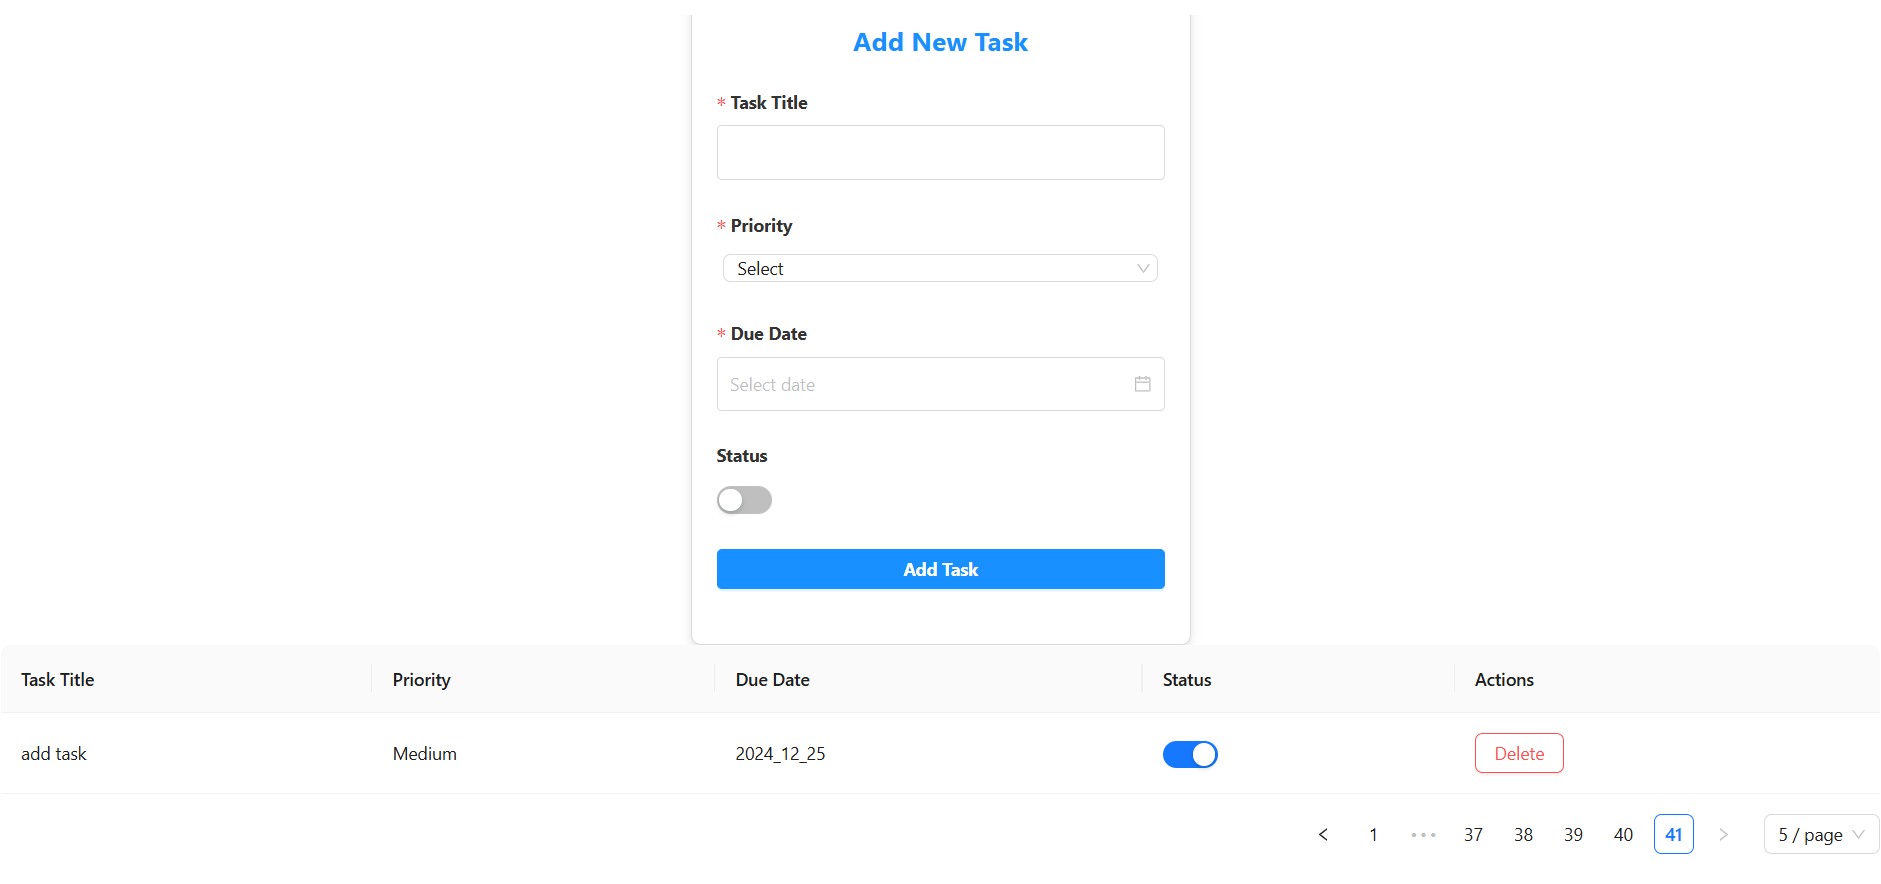 Add New Task
* Task Title
* Priority
Select
* Due Date
Select date
Status
Add Task
Task Title Priority Due Date Status Actions
add task Medium 2024_12_25 Delete
< 1 ••• 37 38 39 40 41 > 5 / page